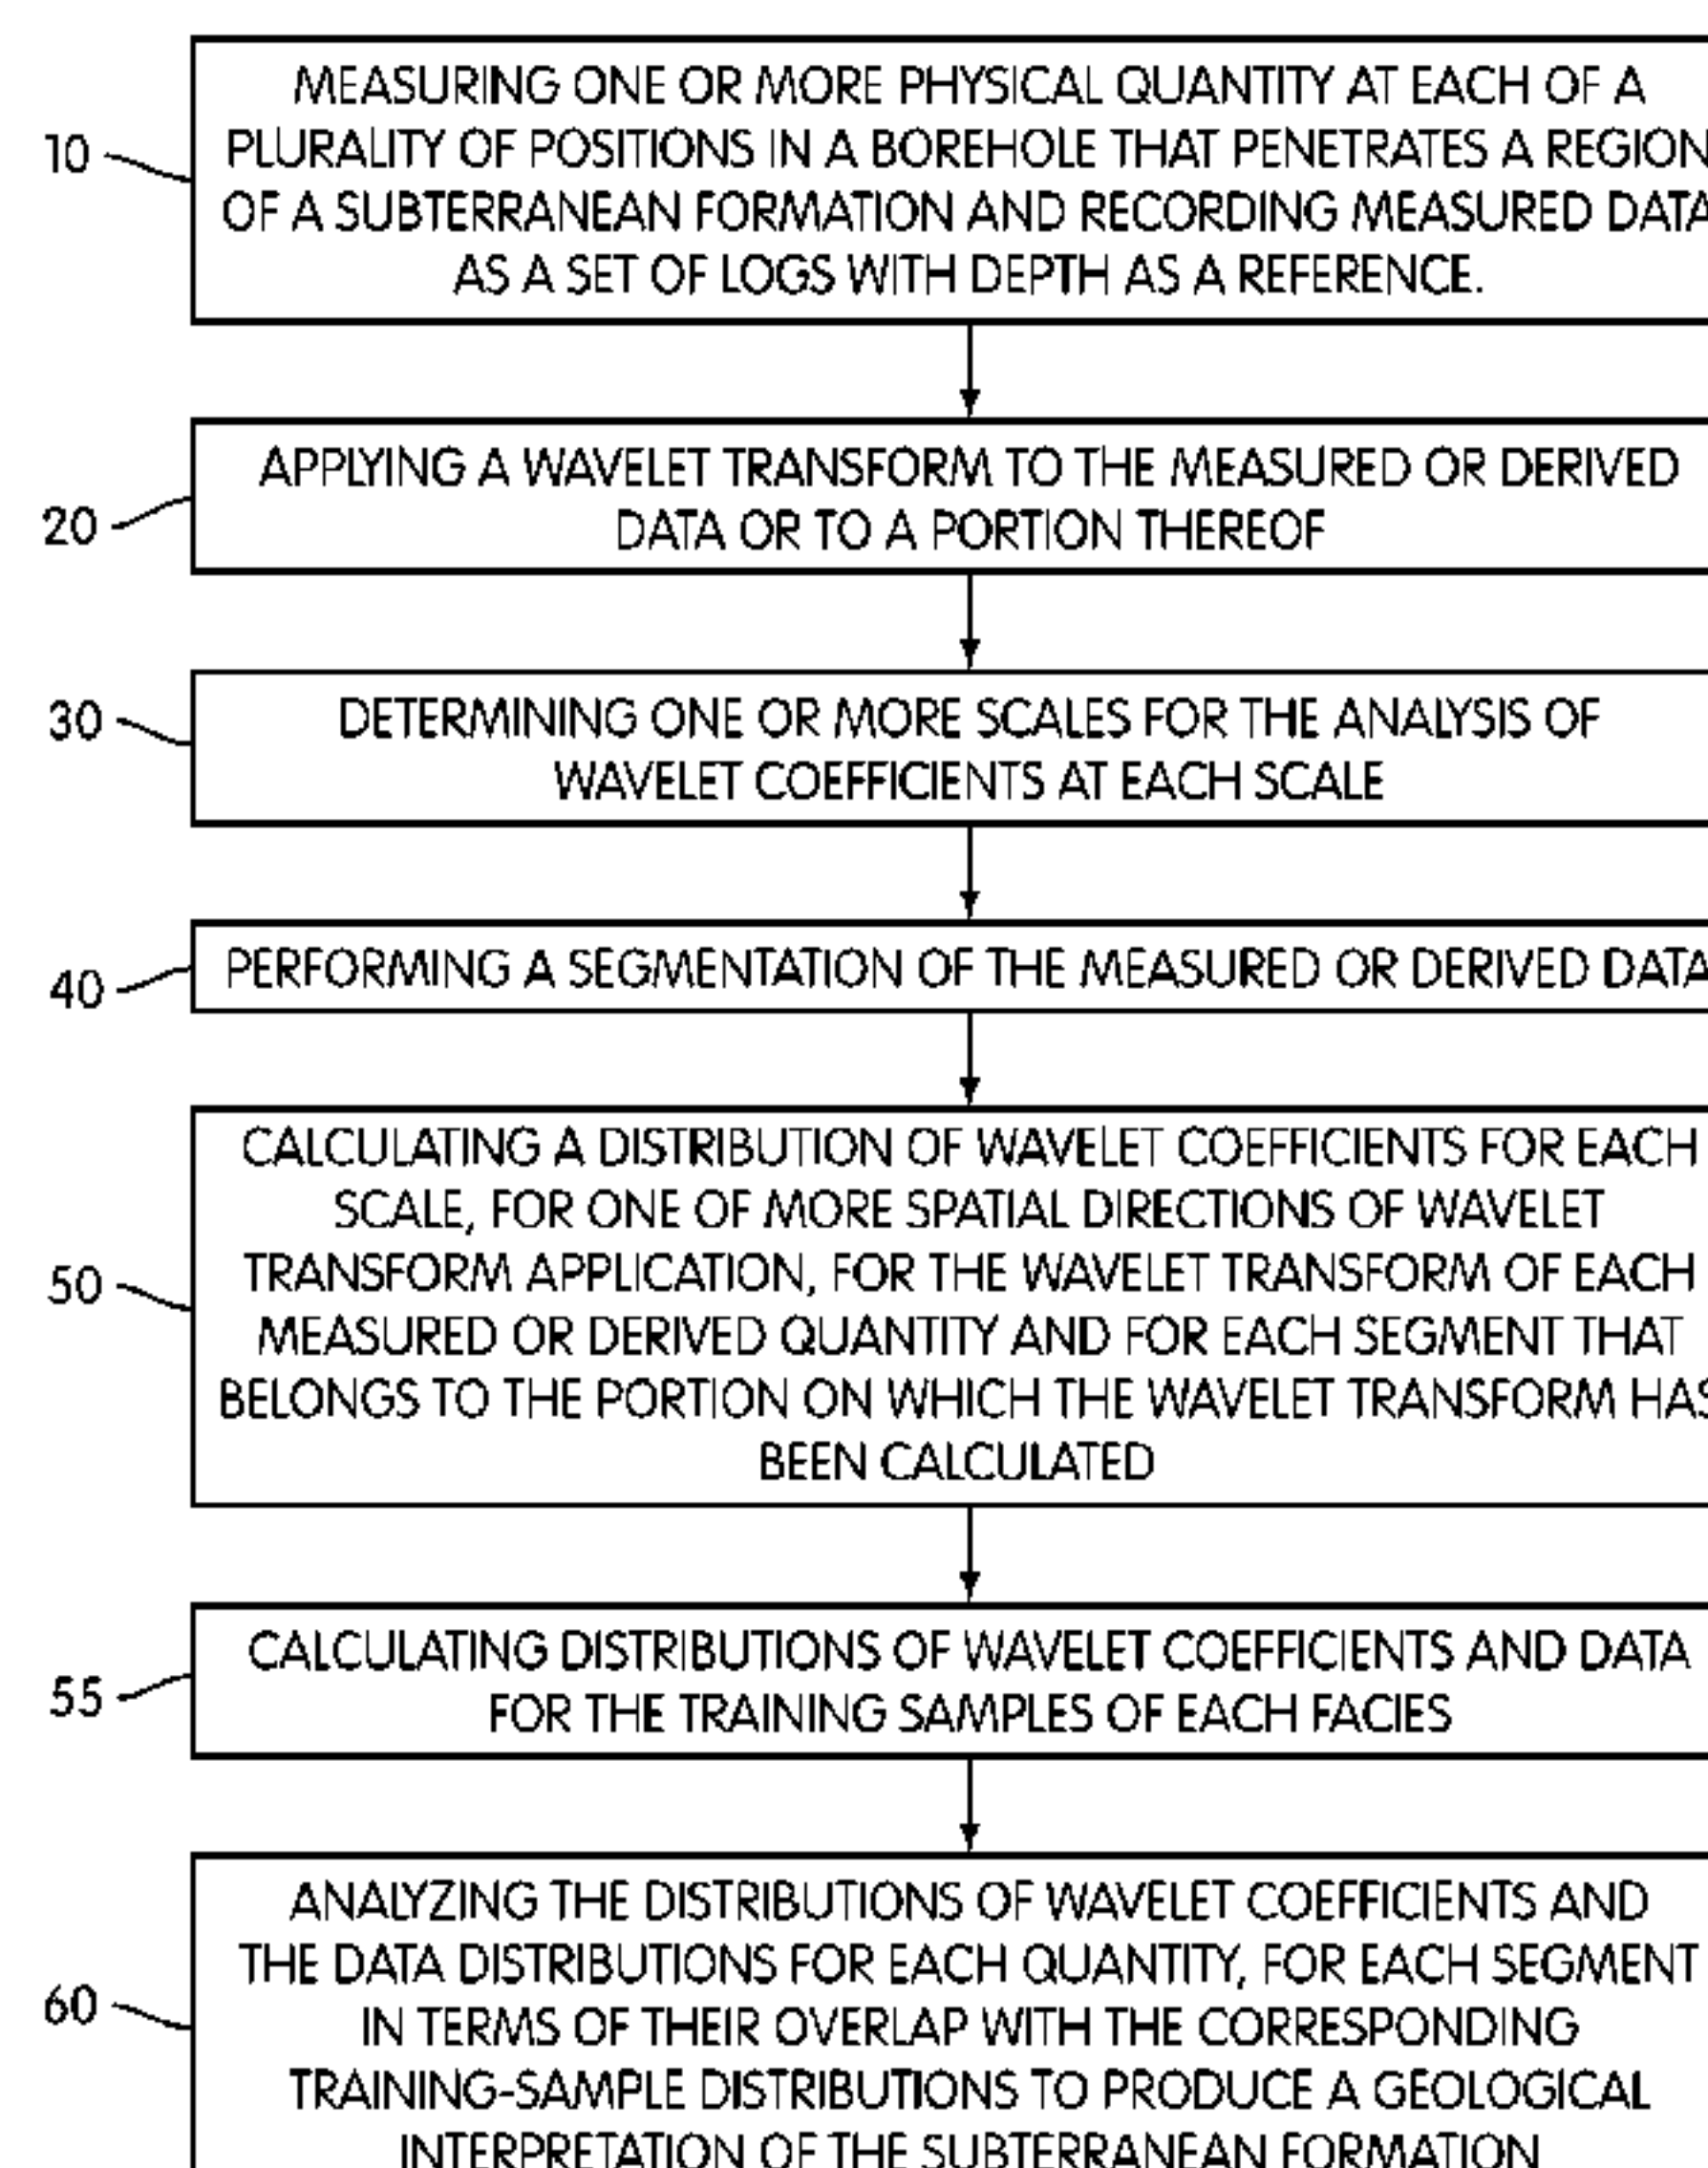 MEASURING ONE OR MORE PHYSICAL QUANTITY AT EACH OF A
10
PLURALITY OF POSITIONS IN A BOREHOLE THAT PENETRATES A REGION
OF A SUBTERRANEAN FORMATION AND RECORDING MEASURED DATA
AS A SET OF LOGS WITH DEPTH AS A REFERENCE.
APPLYING A WAVELET TRANSFORM TO THE MEASURED OR DERIVED
20
DATA OR TO A PORTION THEREOF
30
DETERMINING ONE OR MORE SCALES FOR THE ANALYSIS OF
WAVELET COEFFICIENTS AT EACH SCALE
40
PERFORMING A SEGMENTATION OF THE MEASURED OR DERIVED DATA
CALCULATING A DISTRIBUTION OF WAVELET COEFFICIENTS FOR EACH
SCALE, FOR ONE OF MORE SPATIAL DIRECTIONS OF WAVELET
50
TRANSFORM APPLICATION, FOR THE WAVELET TRANSFORM OF EACH
MEASURED OR DERIVED QUANTITY AND FOR EACH SEGMENT THAT
BELONGS TO THE PORTION ON WHICH THE WAVELET TRANSFORM HAS
BEEN CALCULATED
CALCULATING DISTRIBUTIONS OF WAVELET COEFFICIENTS AND DATA
55
FOR THE TRAINING SAMPLES OF EACH FACIES
ANALYZING THE DISTRIBUTIONS OF WAVELET COEFFICIENTS AND
THE DATA DISTRIBUTIONS FOR EACH QUANTITY, FOR EACH SEGMENT
60
IN TERMS OF THEIR OVERLAP WITH THE CORRESPONDING
TRAINING-SAMPLE DISTRIBUTIONS TO PRODUCE A GEOLOGICAL
INTERPRETATION OF THE SUBTERRANEAN FORMATION